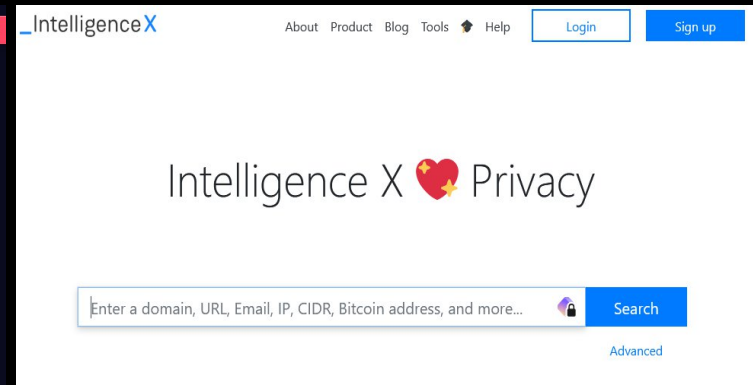 _IntelligenceX
About Product Blog Tools 🎓 Help Login Sign up
Intelligence X 💖 Privacy
Enter a domain, URL, Email, IP, CIDR, Bitcoin address, and more... Search
Advanced